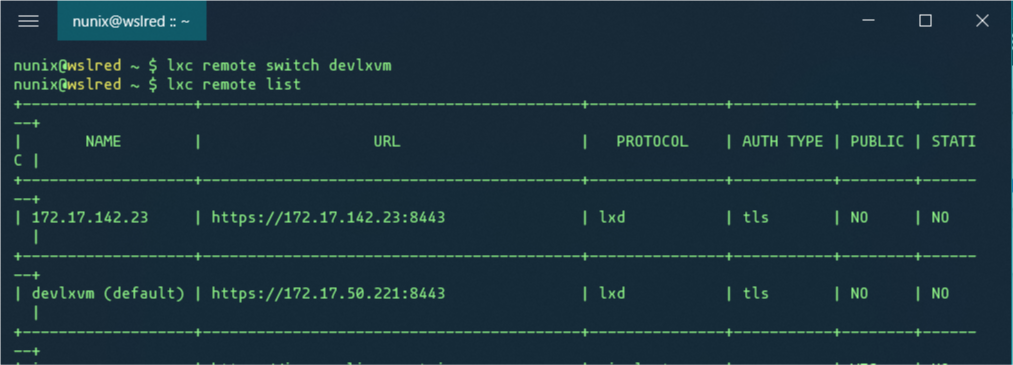 nunix@wslred :: ~
nunix@wslred ~ $ lxc remote switch devlxvm
nunix@wslred ~ $ lxc remote list
+-------------------+------------------------------------------+---------------+-----------+--------+------
--+
|       NAME        |                   URL                    |   PROTOCOL    | AUTH TYPE | PUBLIC | STATI
C |
+-------------------+------------------------------------------+---------------+-----------+--------+------
--+
| 172.17.142.23     | https://172.17.142.23:8443               | lxd           | tls       | NO     | NO
  |
+-------------------+------------------------------------------+---------------+-----------+--------+------
--+
| devlxvm (default) | https://172.17.50.221:8443               | lxd           | tls       | NO     | NO
  |
+-------------------+------------------------------------------+---------------+-----------+--------+------
--+